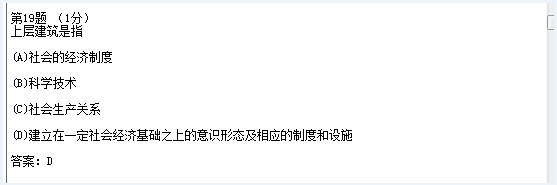 第19题 （1分）
上层建筑是指
(A)社会的经济制度
(B)科学技术
(C)社会生产关系
(D)建立在一定社会经济基础之上的意识形态及相应的制度和设施
答案：D